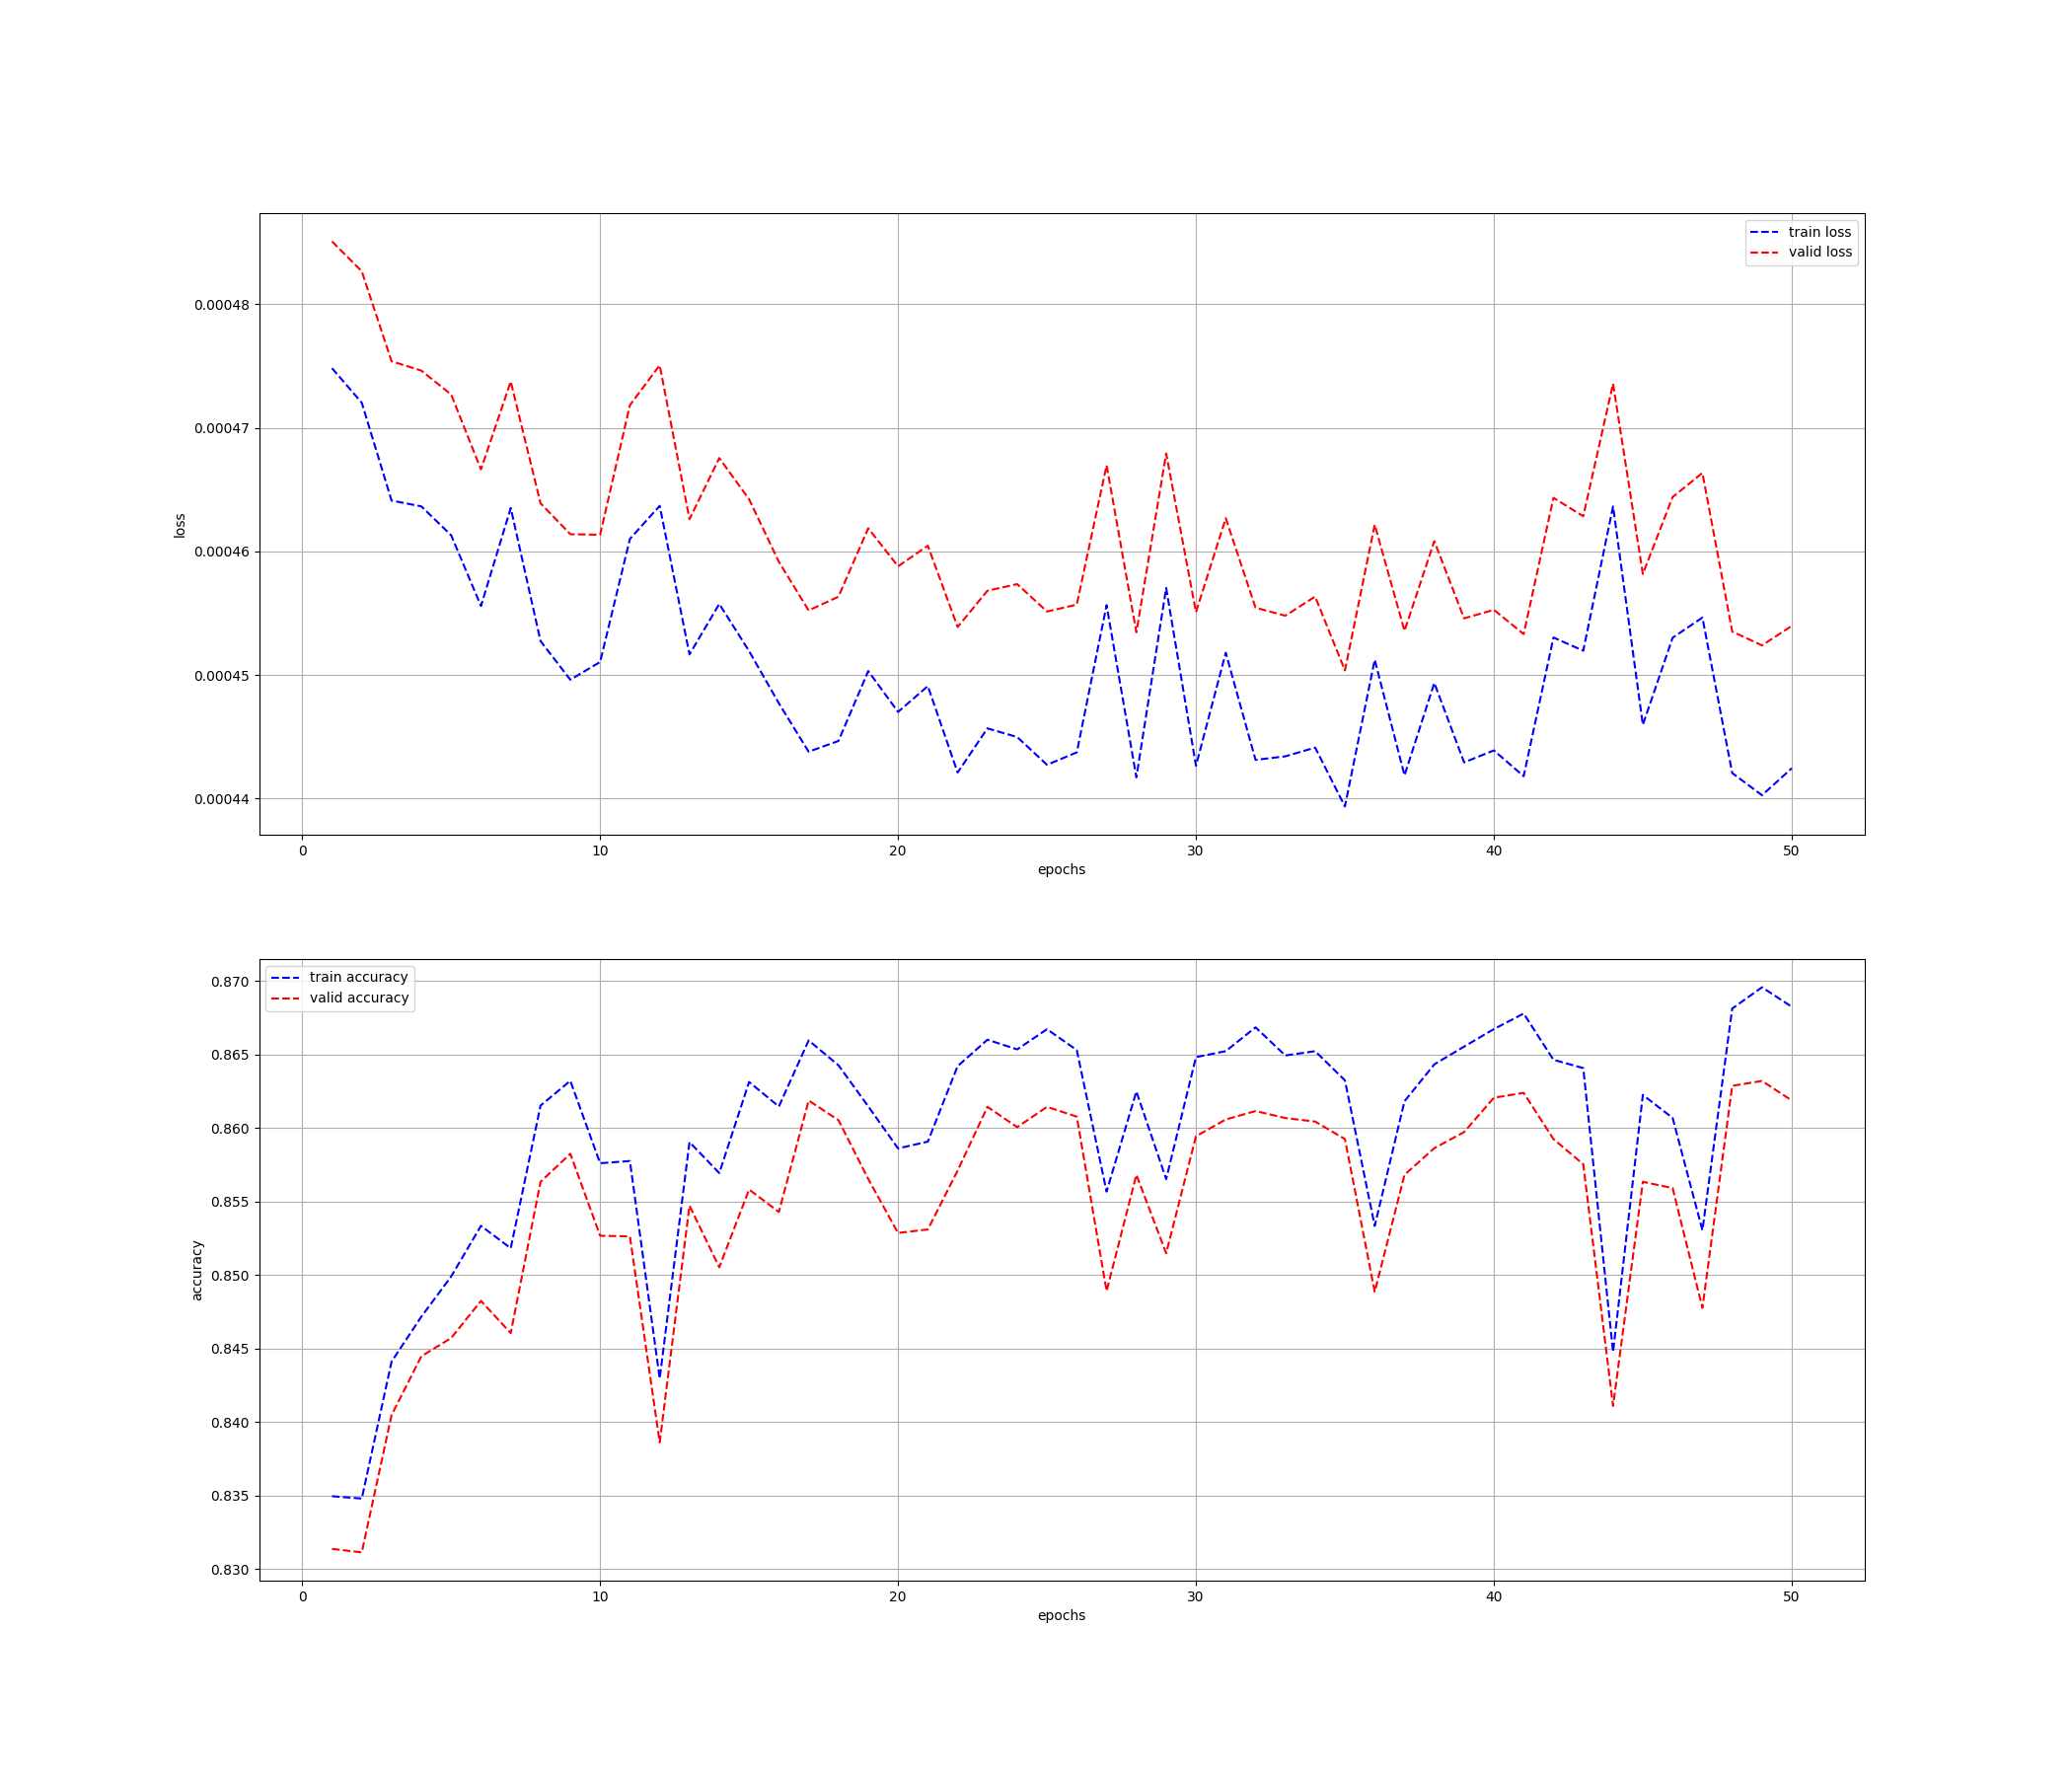 train loss
valid loss
0.00048
0.00047
0.00046
0.00045
0.00044
loss
0 10 20 30 40 50
epochs
train accuracy
valid accuracy
0.870
0.865
0.860
0.855
0.850
0.845
0.840
0.835
0.830
accuracy
0 10 20 30 40 50
epochs